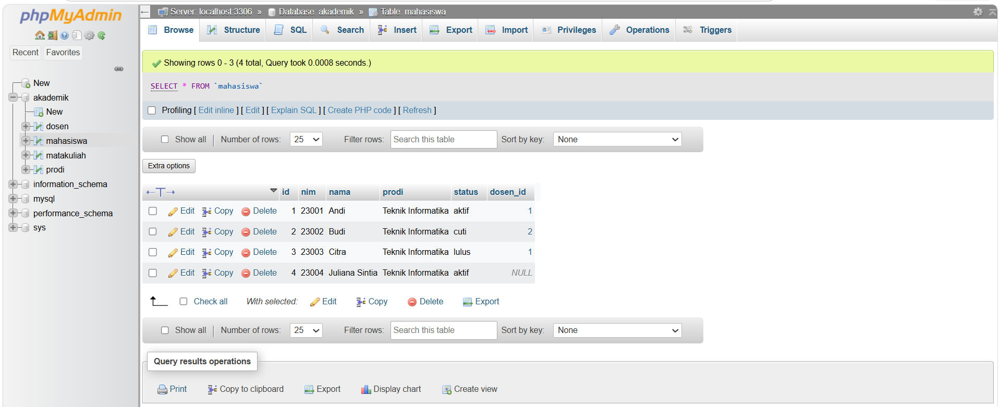 phpMyAdmin
Recent Favorites
New
akademik
New
dosen
mahasiswa
matakuliah
prodi
information_schema
mysql
performance_schema
sys
Server: localhost:3306 » Database: akademik » Table: mahasiswa
Browse Structure SQL Search Insert Export Import Privileges Operations Triggers
Showing rows 0 - 3 (4 total, Query took 0.0008 seconds.)
SELECT * FROM `mahasiswa`
Profiling [ Edit inline ] [ Edit ] [ Explain SQL ] [ Create PHP code ] [ Refresh ]
Show all | Number of rows: 25 Filter rows: Search this table Sort by key: None
Extra options
←T→ id nim nama prodi status dosen_id
Edit Copy Delete 1 23001 Andi Teknik Informatika aktif 1
Edit Copy Delete 2 23002 Budi Teknik Informatika cuti 2
Edit Copy Delete 3 23003 Citra Teknik Informatika lulus 1
Edit Copy Delete 4 23004 Juliana Sintia Teknik Informatika aktif NULL
Check all With selected: Edit Copy Delete Export
Show all | Number of rows: 25 Filter rows: Search this table Sort by key: None
Query results operations
Print Copy to clipboard Export Display chart Create view